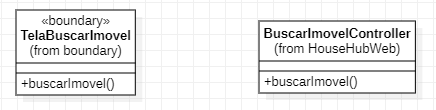 «boundary»
TelaBuscarImovel
(from boundary)
+buscarImovel()
BuscarImovelController
(from HouseHubWeb)
+buscarImovel()